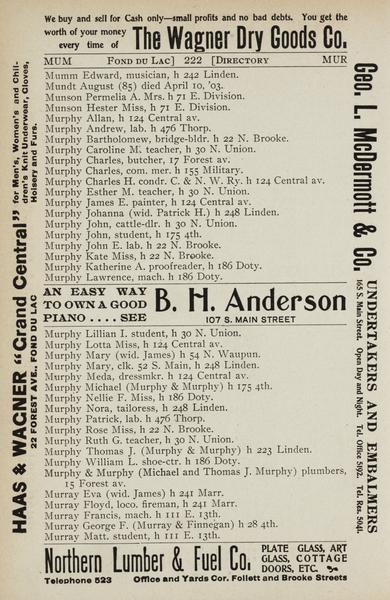 We buy and sell for Cash only—small profits and no bad debts. You get the
worth of your money
every time of
The Wagner Dry Goods Co.
MUM FOND DU LAC] 222 [DIRECTORY MUR
Mumm Edward, musician, h 242 Linden.
Mundt August (85) died April 10, '03.
Munson Permelia A. Mrs. h 71 E. Division.
Munson Hester Miss, h 71 E. Division.
Murphy Allan, h 124 Central av.
Murphy Andrew, lab. h 476 Thorp.
Murphy Bartholomew, bridge-bldr. h 22 N. Brooke.
Murphy Caroline M. teacher, h 30 N. Union.
Murphy Charles, butcher, 17 Forest av.
Murphy Charles, com. mer. h 155 Military.
Murphy Charles H. condr. C. & N. W. Ry. h 124 Central av.
Murphy Esther M. teacher, h 30 N. Union.
Murphy James E. painter, h 124 Central av.
Murphy Johanna (wid. Patrick H.) h 248 Linden.
Murphy John, cattle-dlr. h 30 N. Union.
Murphy John, student, h 175 4th.
Murphy John E. lab. h 22 N. Brooke.
Murphy Kate Miss, h 22 N. Brooke.
Murphy Katherine A. proofreader, h 186 Doty.
Murphy Lawrence, mach. h 186 Doty.
AN EASY WAY
TO OWN A GOOD
PIANO . . . . SEE
B. H. Anderson
107 S. MAIN STREET
Murphy Lillian I. student, h 30 N. Union.
Murphy Lotta Miss, h 124 Central av.
Murphy Mary (wid. James) h 54 N. Waupun.
Murphy Mary, clk. 52 S. Main, h 248 Linden.
Murphy Meda, dressmkr. h 124 Central av.
Murphy Michael (Murphy & Murphy) h 175 4th.
Murphy Nellie F. Miss, h 186 Doty.
Murphy Nora, tailoress, h 248 Linden.
Murphy Patrick, lab. h 476 Thorp.
Murphy Rose Miss, h 22 N. Brooke.
Murphy Ruth G. teacher, h 30 N. Union.
Murphy Thomas J. (Murphy & Murphy) h 223 Linden.
Murphy William L. shoe-ctr. h 186 Doty.
Murphy & Murphy (Michael and Thomas J. Murphy) plumbers,
15 Forest av.
Murray Eva (wid. James) h 241 Marr.
Murray Floyd, loco. fireman, h 241 Marr.
Murray Francis, mach. h 111 E. 13th.
Murray George F. (Murray & Finnegan) h 28 4th.
Murray Matt. student, h 111 E. 13th.
Northern Lumber & Fuel Co.
PLATE GLASS, ART
GLASS, COTTAGE
DOORS, ETC.
Telephone 523 Office and Yards Cor. Follett and Brooke Streets
HAAS & WAGNER "Grand Central"
22 FOREST AVE., FOND DU LAC
for Men's, Women's and Chil-
dren's Knit Underwear, Gloves,
Hosiery and Furs.
Geo. L. McDermott & Co.
UNDERTAKERS AND EMBALMERS
165 S. Main Street. Open Day and Night. Tel. Office 5092. Tel. Res. 5041.